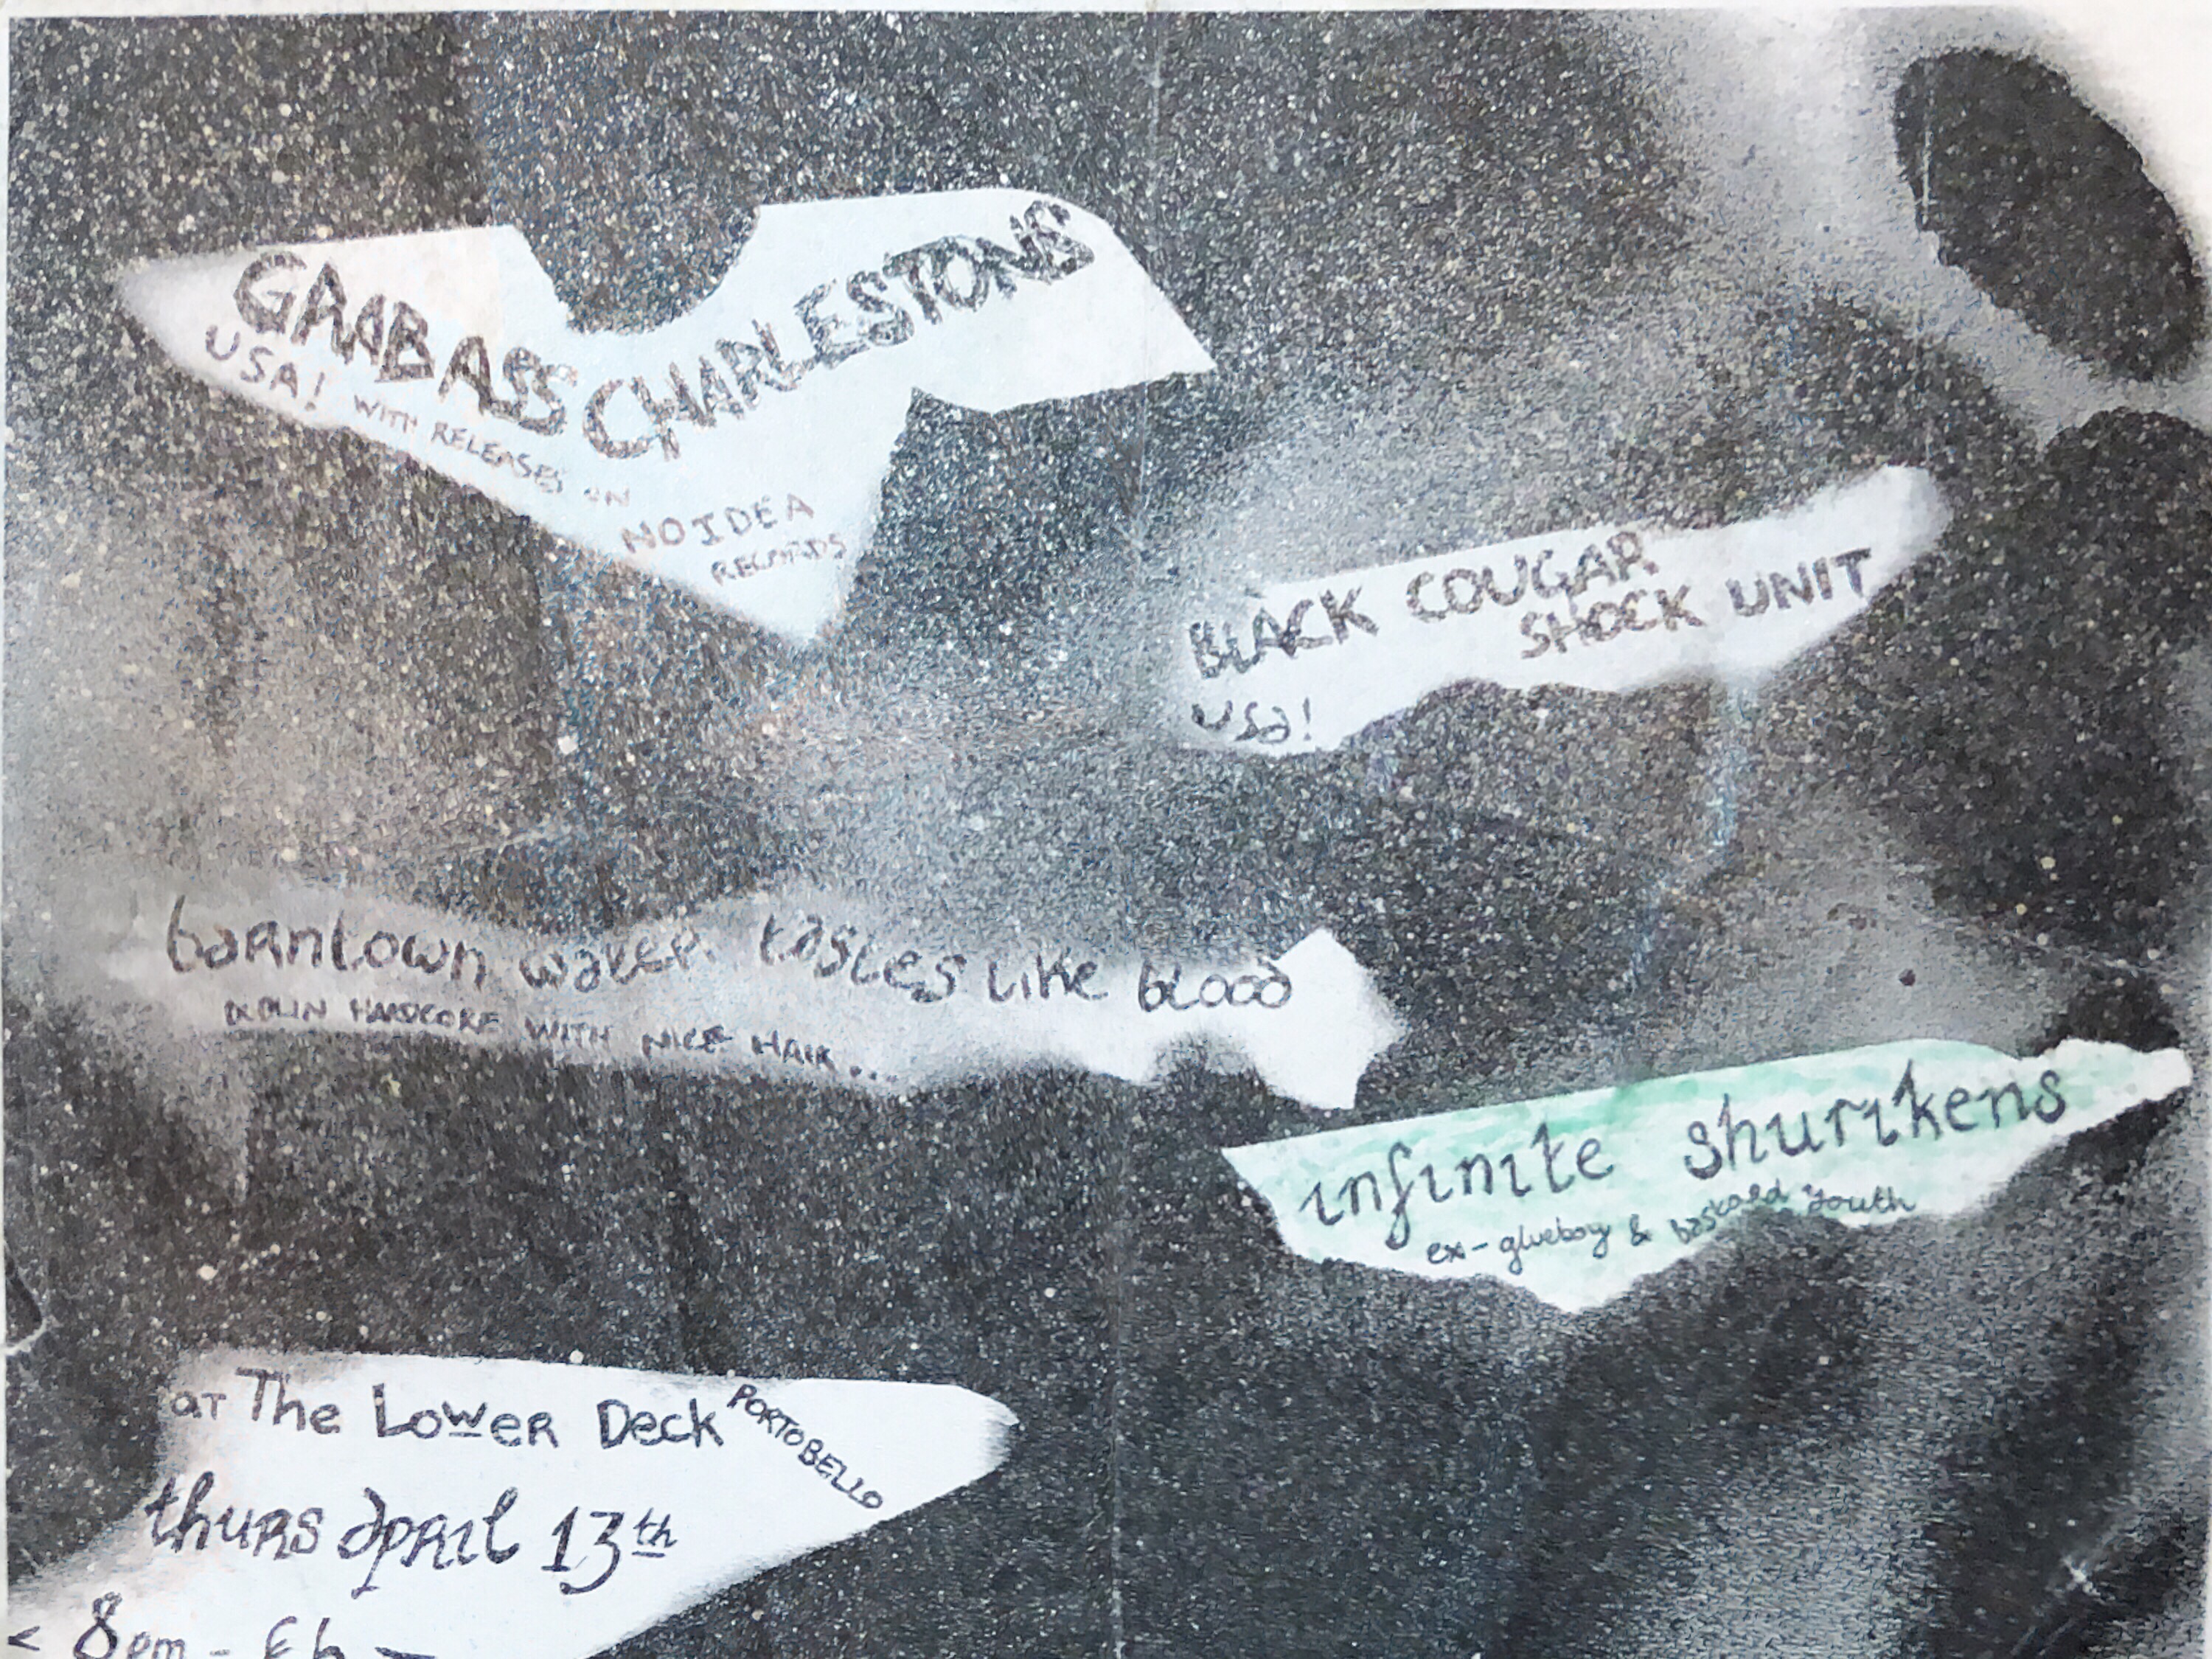 GRABASS CHARLESTONS
USA! WITH RELEASES ON
NO IDEA
RECORDS
BLACK COUGAR
SHOCK UNIT
USA!
barntown water tastes like blood
DUBLIN HARDCORE WITH NICE HAIR...
infinite shurikens
ex-glueboy & bastard youth
at The Lower Deck PORTOBELLO
thurs april 13th
< 8pm - €6 -